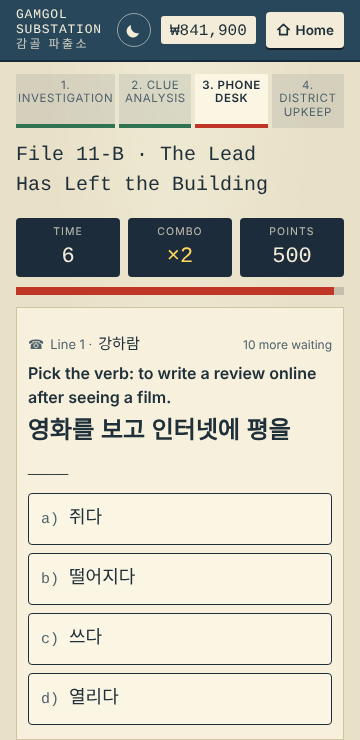 GAMGOL
SUBSTATION
감골 파출소
₩841,900
Home
1. INVESTIGATION
2. CLUE ANALYSIS
3. PHONE DESK
4. DISTRICT UPKEEP
File 11-B · The Lead
Has Left the Building
TIME
6
COMBO
×2
POINTS
500
☎ Line 1 · 강하람
10 more waiting
Pick the verb: to write a review online
after seeing a film.
영화를 보고 인터넷에 평을
____
a) 쥐다
b) 떨어지다
c) 쓰다
d) 열리다